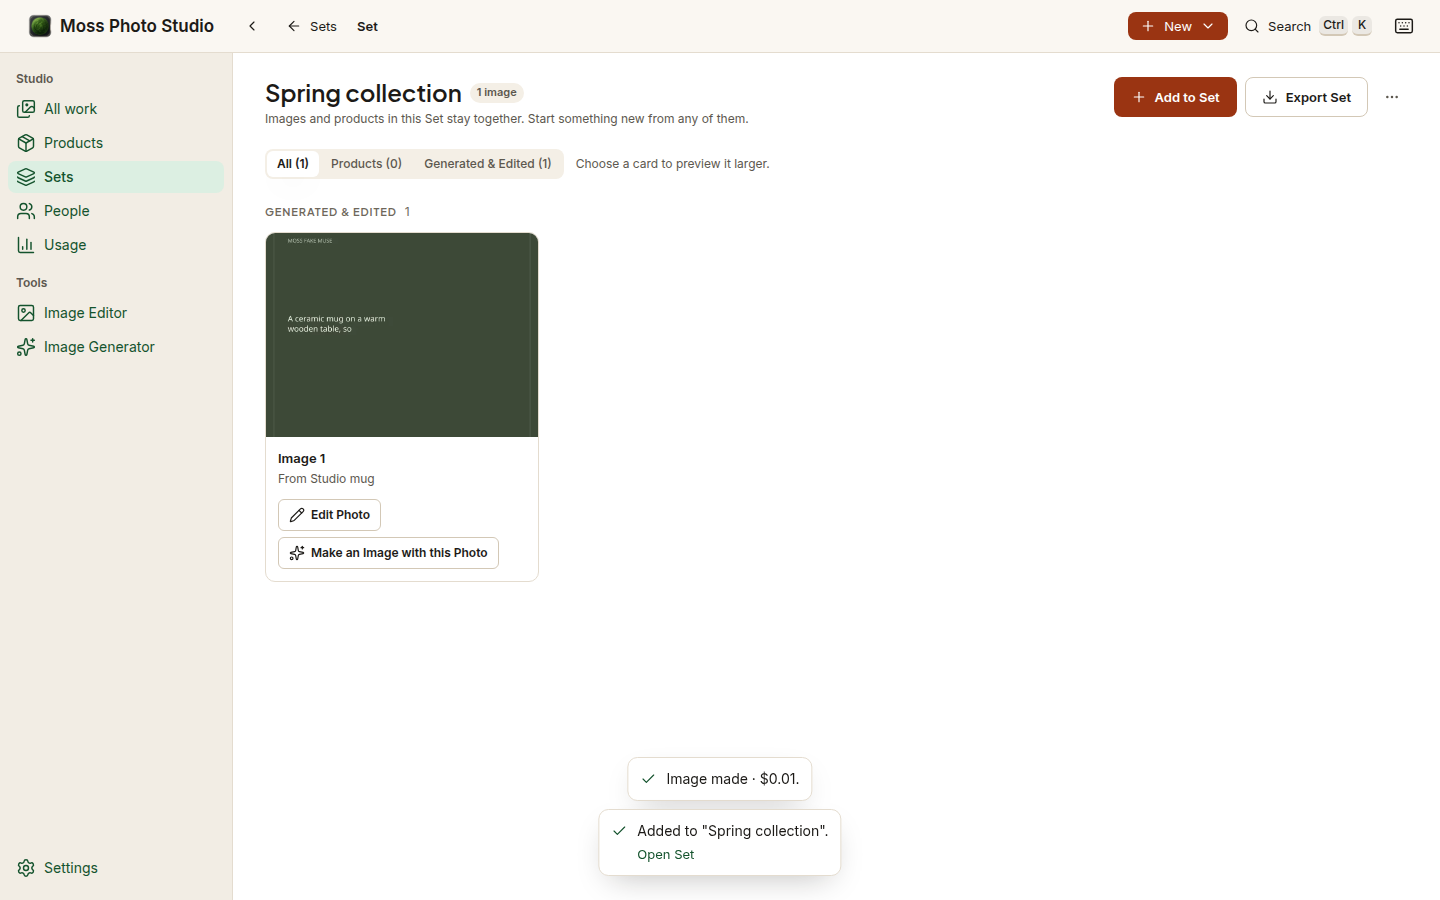 Moss Photo Studio
Sets
Set
New
Search
Ctrl
K
Studio
All work
Products
Sets
People
Usage
Tools
Image Editor
Image Generator
Settings
Spring collection
1 image
Images and products in this Set stay together. Start something new from any of them.
Add to Set
Export Set
All (1)
Products (0)
Generated & Edited (1)
Choose a card to preview it larger.
GENERATED & EDITED 1
MOSS FAKE MUSE
A ceramic mug on a warm
wooden table, so
Image 1
From Studio mug
Edit Photo
Make an Image with this Photo
Image made · $0.01.
Added to "Spring collection".
Open Set